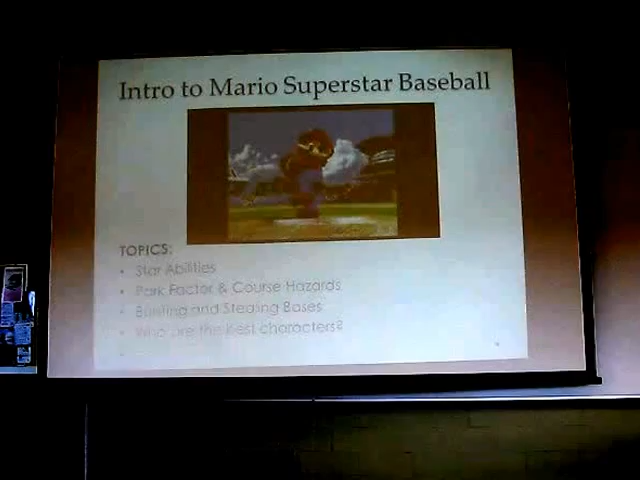 Intro to Mario Superstar Baseball
TOPICS:
• Star Abilities
• Park Factor & Course Hazards
• Bunting and Stealing Bases
• Who are the best characters?